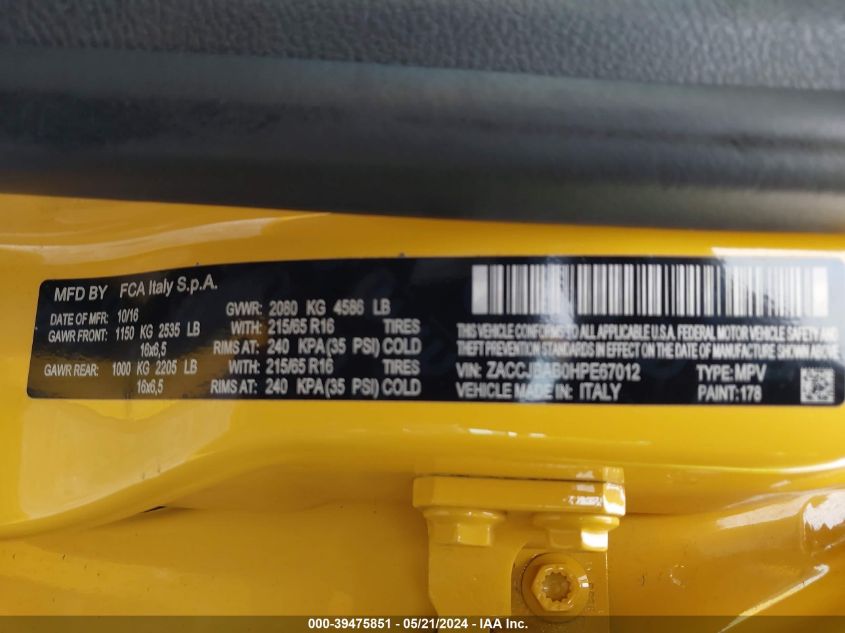 MFD BY FCA Italy S.p.A.
DATE OF MFR: 10/16 GVWR: 2080 KG 4586 LB
GAWR FRONT: 1150 KG 2535 LB WITH: 215/65 R16 TIRES
16x6,5 RIMS AT: 240 KPA(35 PSI) COLD
GAWR REAR: 1000 KG 2205 LB WITH: 215/65 R16 TIRES
16x6,5 RIMS AT: 240 KPA(35 PSI) COLD
THIS VEHICLE CONFORMS TO ALL APPLICABLE U.S.A. FEDERAL MOTOR VEHICLE SAFETY AND
THEFT PREVENTION STANDARDS IN EFFECT ON THE DATE OF MANUFACTURE SHOWN ABOVE.
VIN: ZACCJBAB0HPE67012 TYPE: MPV
VEHICLE MADE IN: ITALY PAINT:178
000-39475851 / 05/21/2024 - IAA Inc.